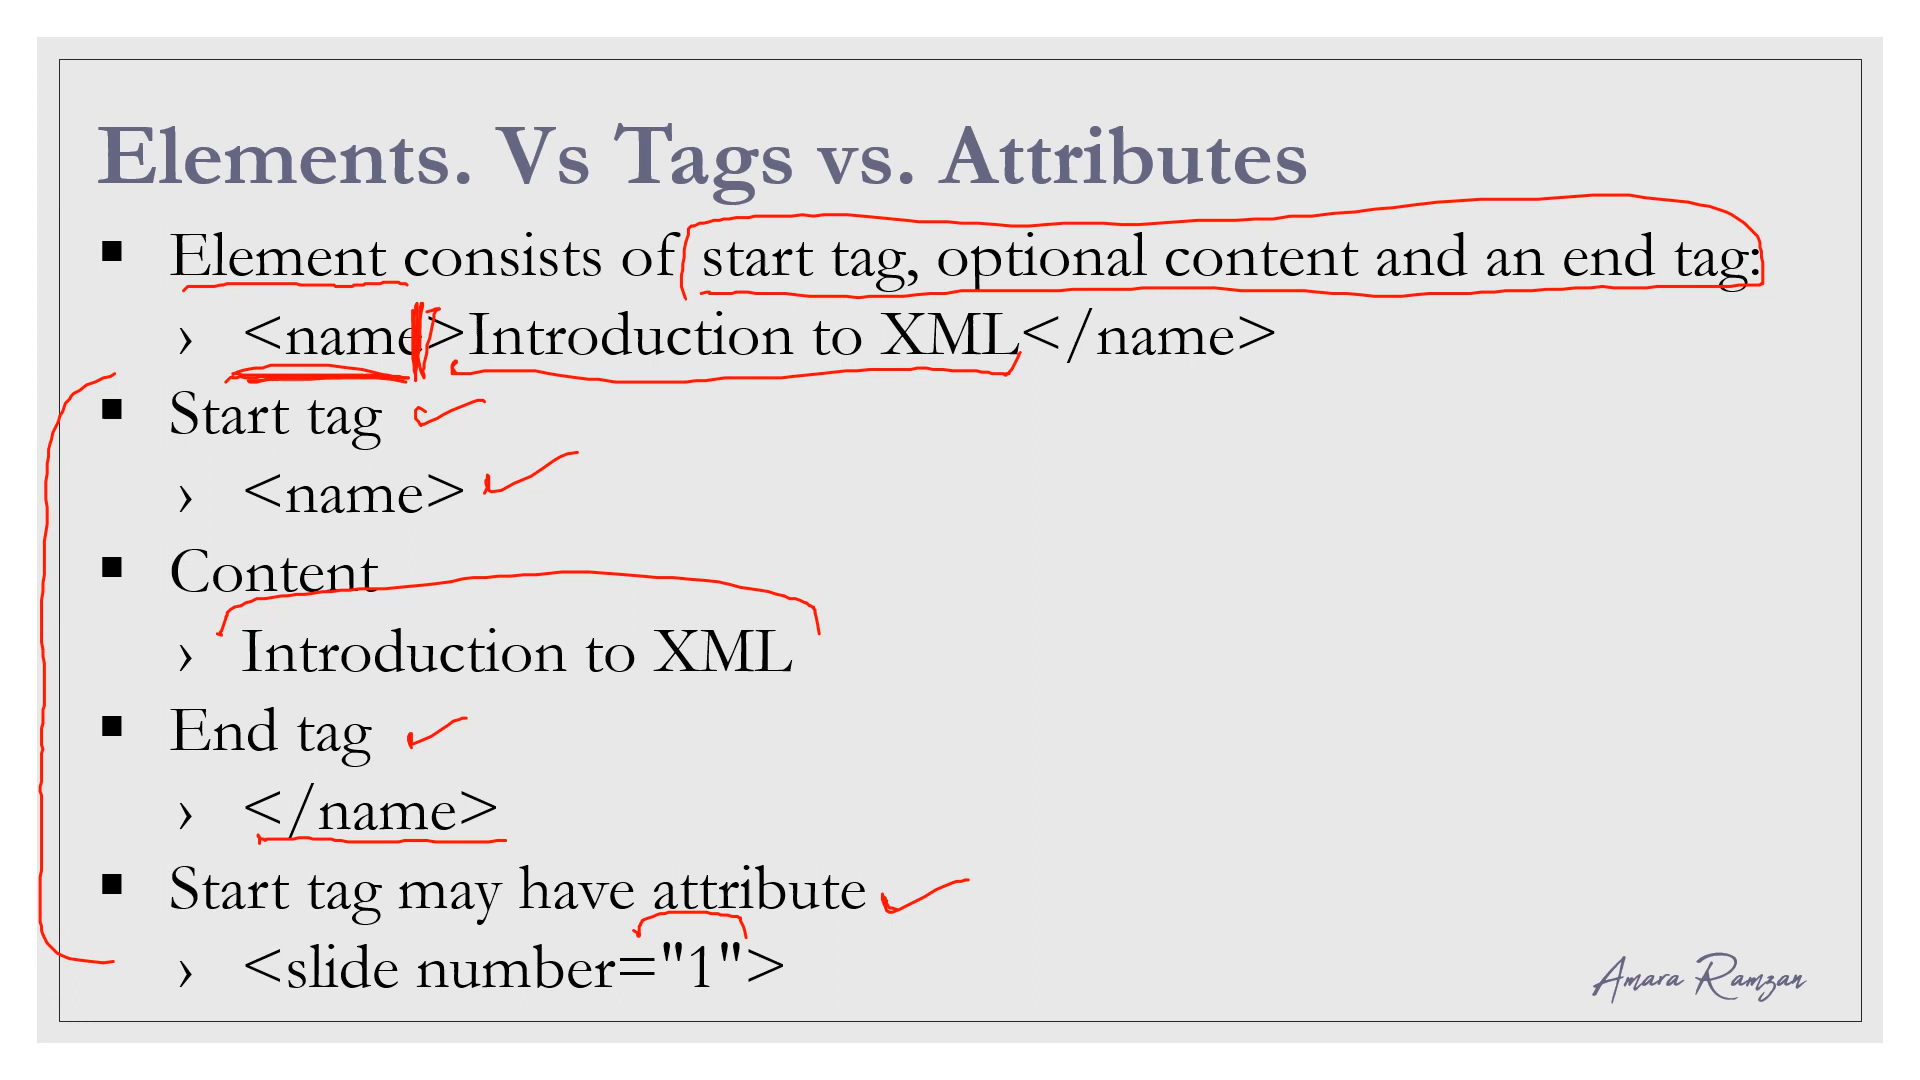 Elements. Vs Tags vs. Attributes
▪ Element consists of start tag, optional content and an end tag:
› <name>Introduction to XML</name>
▪ Start tag
› <name>
▪ Content
› Introduction to XML
▪ End tag
› </name>
▪ Start tag may have attribute
› <slide number="1">
Amara Ramzan